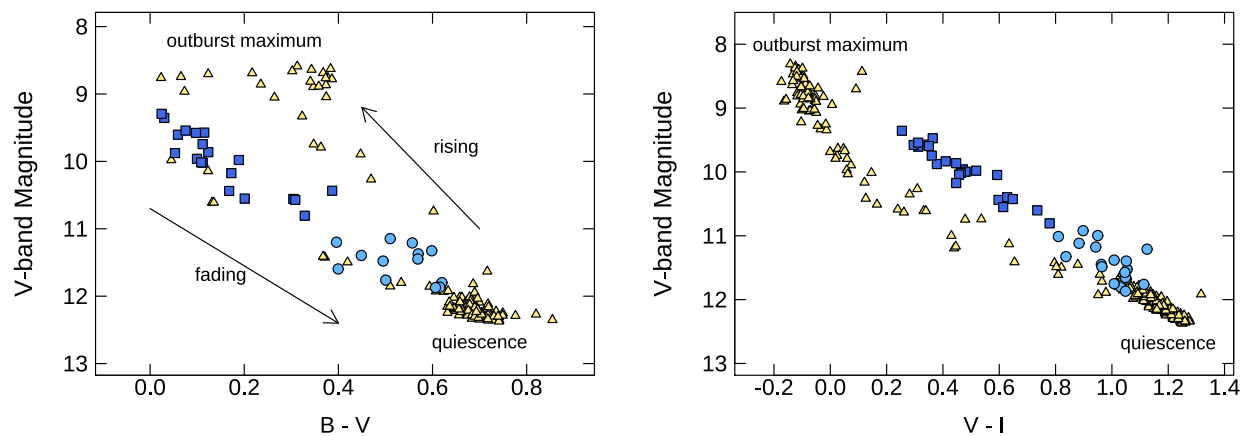 8
9
10
11
12
13
V-band Magnitude
outburst maximum
rising
fading
quiescence
0.0 0.2 0.4 0.6 0.8
B - V
8
9
10
11
12
13
V-band Magnitude
outburst maximum
quiescence
-0.2 0.0 0.2 0.4 0.6 0.8 1.0 1.2 1.4
V - I